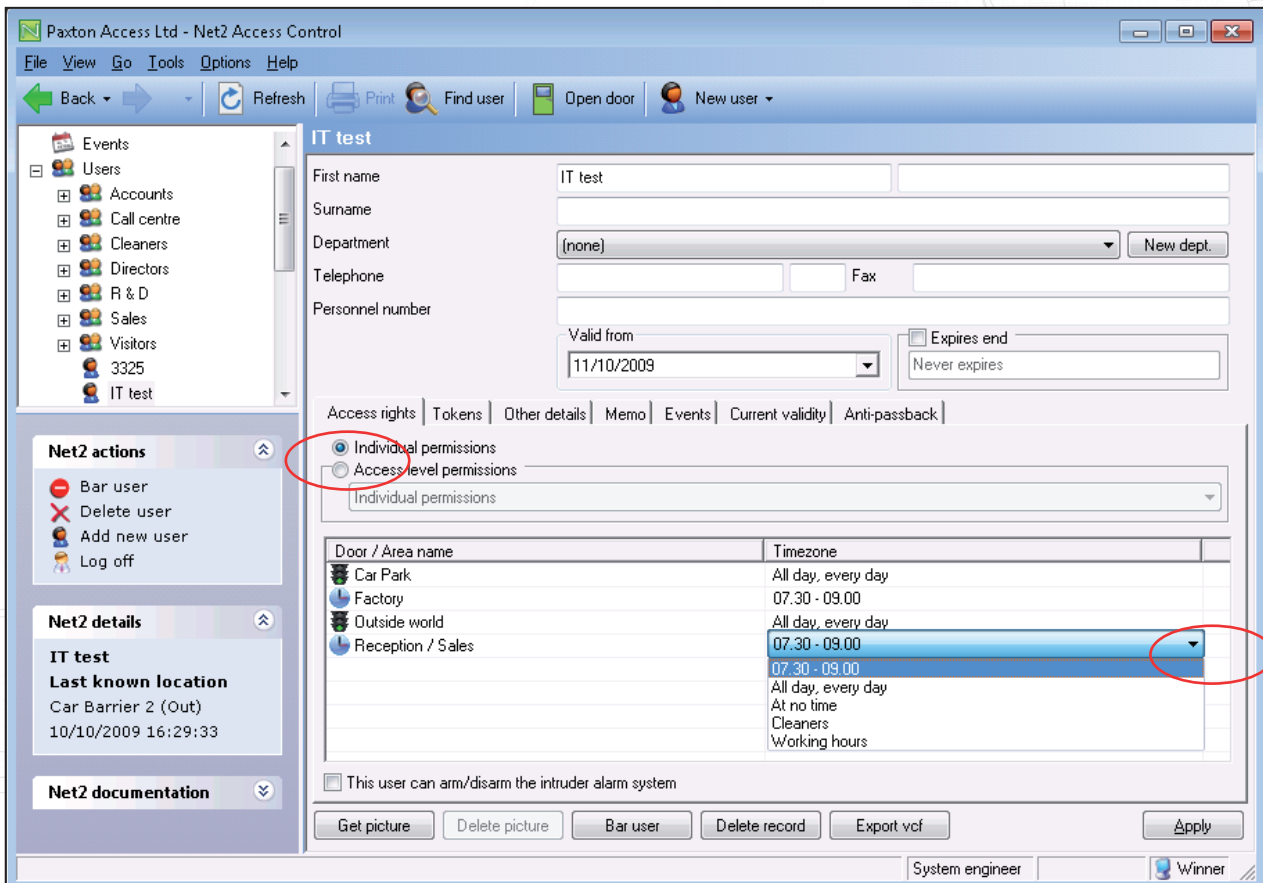 Paxton Access Ltd - Net2 Access Control
File View Go Tools Options Help
Back Refresh Print Find user Open door New user
Events
Users
Accounts
Call centre
Cleaners
Directors
R & D
Sales
Visitors
3325
IT test
Net2 actions
Bar user
Delete user
Add new user
Log off
Net2 details
IT test
Last known location
Car Barrier 2 (Out)
10/10/2009 16:29:33
Net2 documentation
IT test
First name IT test
Surname
Department (none) New dept.
Telephone Fax
Personnel number
Valid from Expires end
11/10/2009 Never expires
Access rights Tokens Other details Memo Events Current validity Anti-passback
Individual permissions
Access level permissions
Individual permissions
Door / Area name Timezone
Car Park All day, every day
Factory 07.30 - 09.00
Outside world All day, every day
Reception / Sales 07.30 - 09.00
07.30 - 09.00
All day, every day
At no time
Cleaners
Working hours
This user can arm/disarm the intruder alarm system
Get picture Delete picture Bar user Delete record Export vcf Apply
System engineer Winner